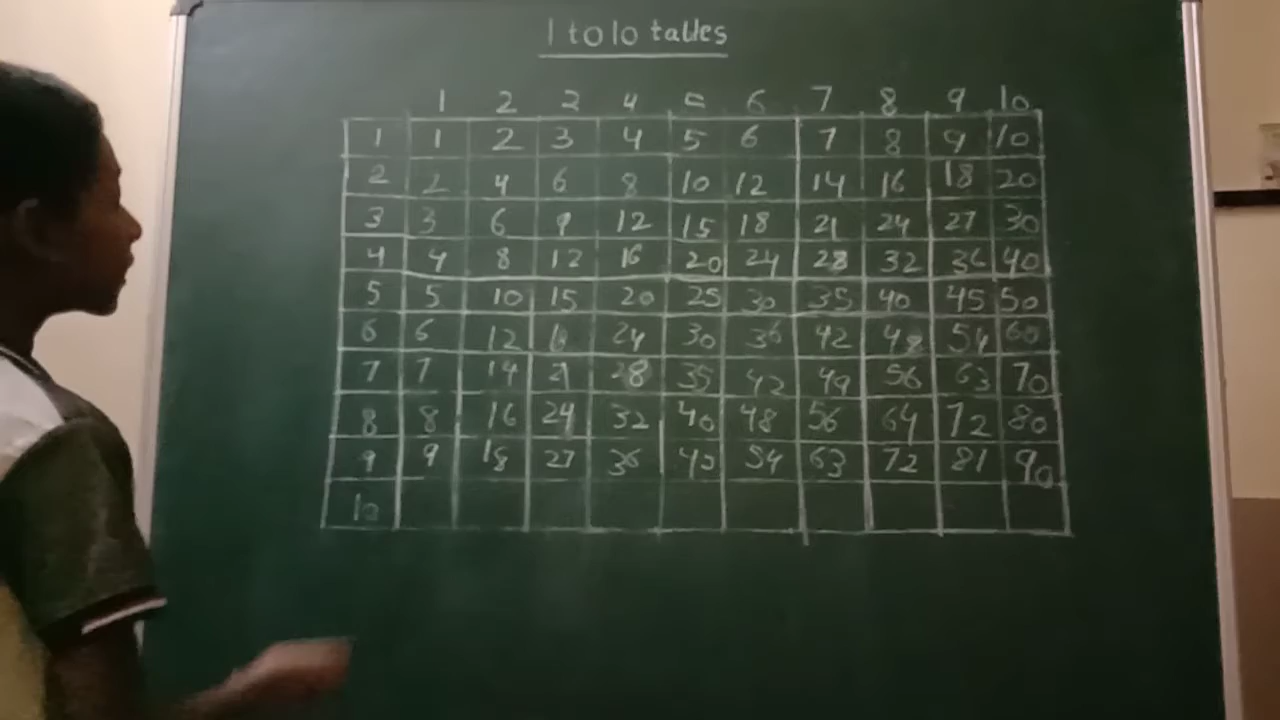 1 to 10 tables
1 2 3 4 5 6 7 8 9 10
1 1 2 3 4 5 6 7 8 9 10
2 2 4 6 8 10 12 14 16 18 20
3 3 6 9 12 15 18 21 24 27 30
4 4 8 12 16 20 24 28 32 36 40
5 5 10 15 20 25 30 35 40 45 50
6 6 12 24 30 36 42 48 54 60
7 7 14 21 28 35 42 49 56 63 70
8 8 16 24 32 40 48 56 64 72 80
9 9 18 27 36 45 54 63 72 81 90
10